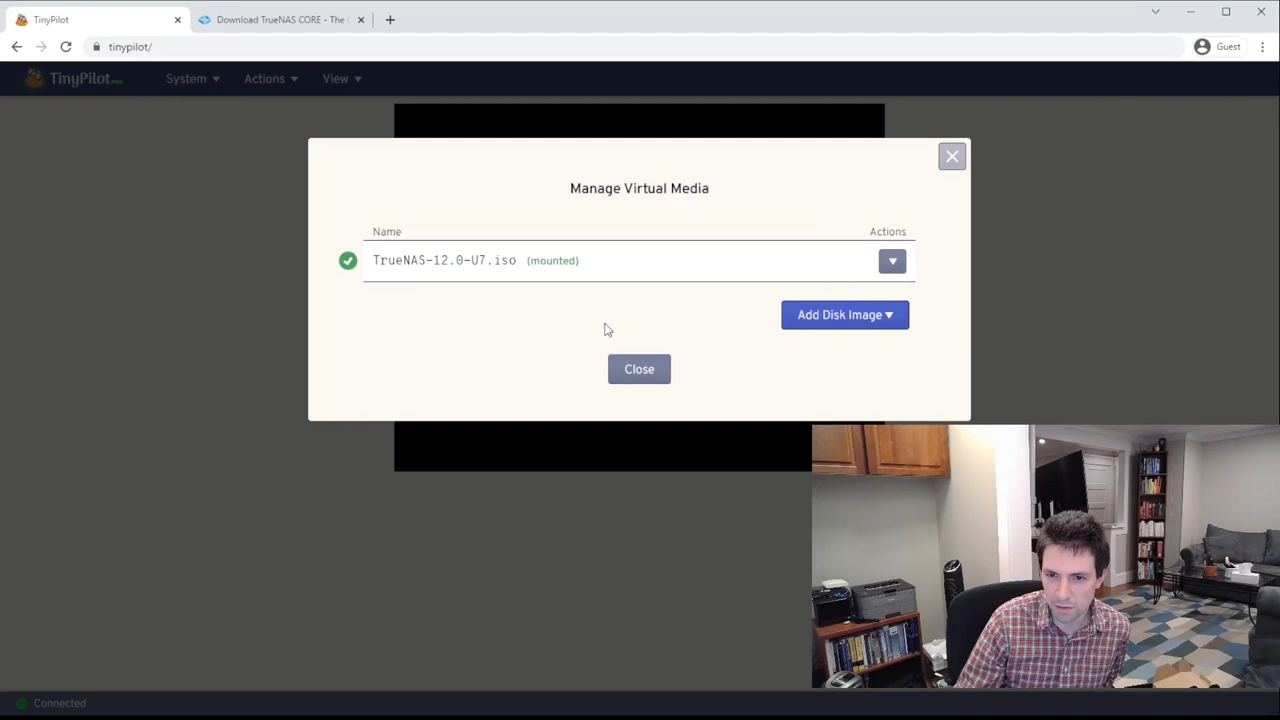 TinyPilot
Download TrueNAS CORE - The
tinypilot/
Guest
TinyPilot
System
Actions
View
Manage Virtual Media
Name
Actions
TrueNAS-12.0-U7.iso (mounted)
Add Disk Image
Close
Connected